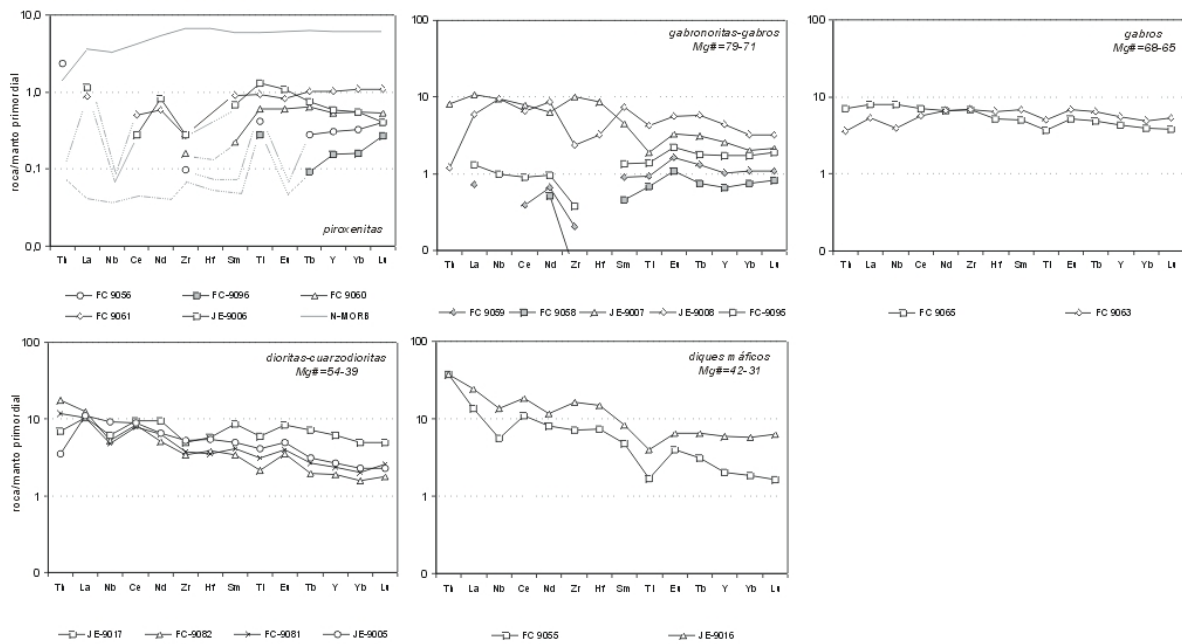 roca/manto primordial
10,0
1,0
0,1
0,0
piroxenitas
Th La Nb Ce Nd Zr Hf Sm Ti Eu Tb Y Yb Lu
FC 9056 FC-9096 FC 9060
FC 9061 JE-9006 N-MORB
100
10
1
0
gabronoritas-gabros
Mg#=79-71
Th La Nb Ce Nd Zr Hf Sm Ti Eu Tb Y Yb Lu
FC 9059 FC 9058 JE-9007 JE-9008 FC-9095
100
10
1
0
gabros
Mg#=68-65
Th La Nb Ce Nd Zr Hf Sm Ti Eu Tb Y Yb Lu
FC 9065 FC 9063
roca/manto primordial
100
10
1
0
dioritas-cuarzodioritas
Mg#=54-39
Th La Nb Ce Nd Zr Hf Sm Ti Eu Tb Y Yb Lu
JE-9017 FC-9082 FC-9081 JE-9005
100
10
1
0
diques máficos
Mg#=42-31
Th La Nb Ce Nd Zr Hf Sm Ti Eu Tb Y Yb Lu
FC 9055 JE-9016